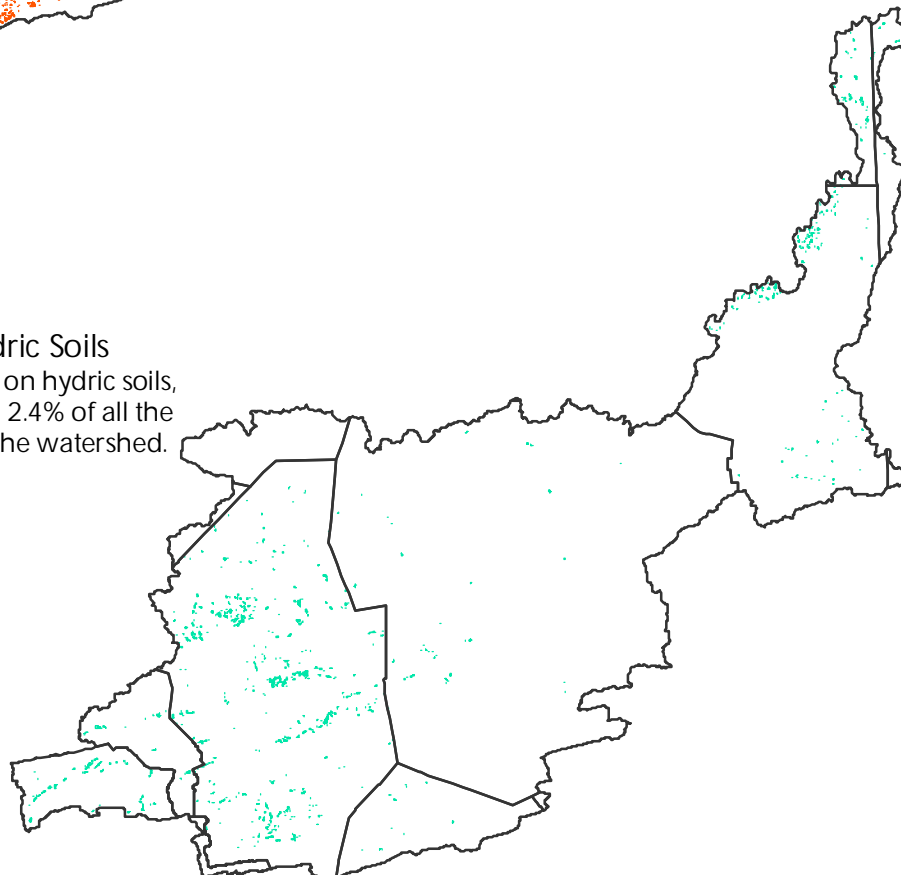 dric Soils
on hydric soils,
2.4% of all the
he watershed.